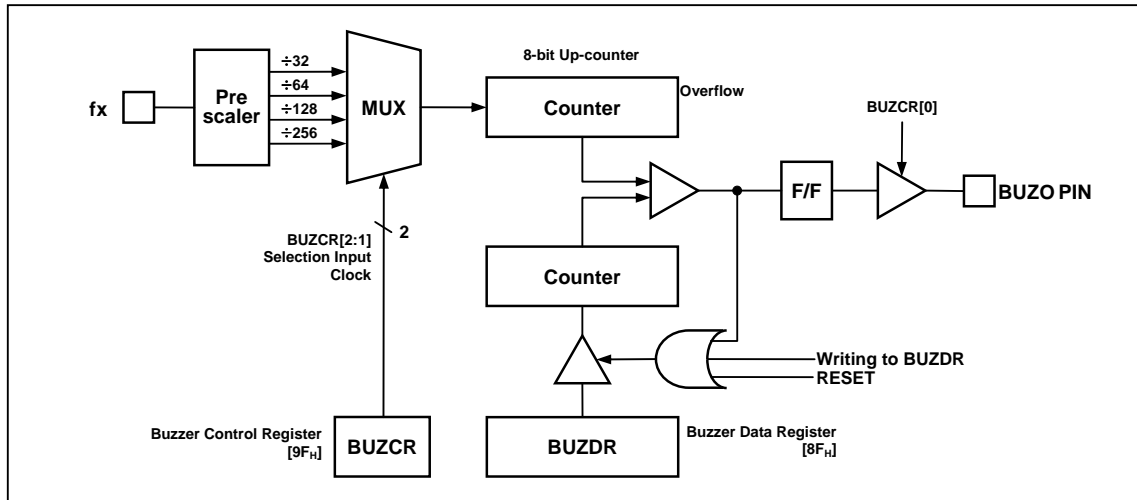 fx
Pre
scaler
÷32
÷64
÷128
÷256
MUX
8-bit Up-counter
Counter
Overflow
BUZCR[0]
F/F
BUZO PIN
2
BUZCR[2:1]
Selection Input
Clock
Counter
Writing to BUZDR
RESET
Buzzer Control Register
[9FH]
BUZCR
BUZDR
Buzzer Data Register
[8FH]